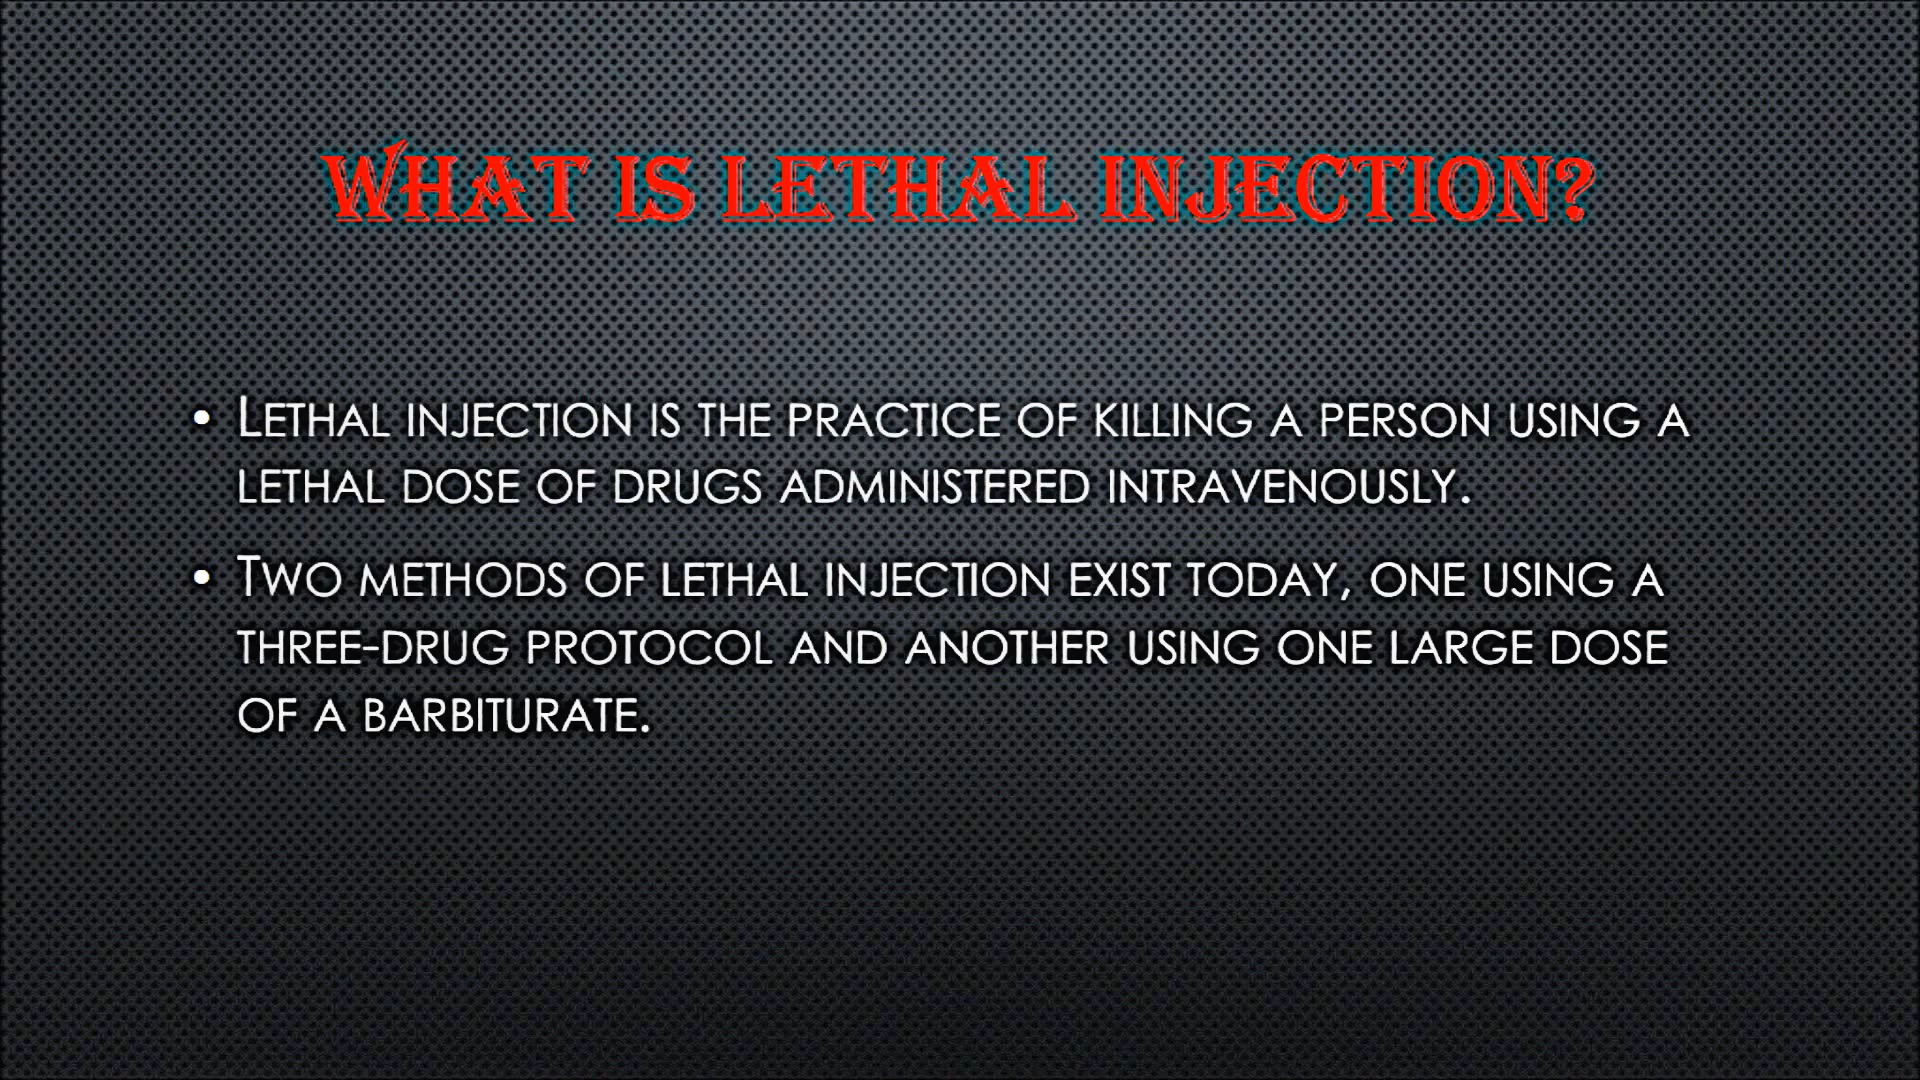 WHAT IS LETHAL INJECTION?
• LETHAL INJECTION IS THE PRACTICE OF KILLING A PERSON USING A
LETHAL DOSE OF DRUGS ADMINISTERED INTRAVENOUSLY.
• TWO METHODS OF LETHAL INJECTION EXIST TODAY, ONE USING A
THREE-DRUG PROTOCOL AND ANOTHER USING ONE LARGE DOSE
OF A BARBITURATE.